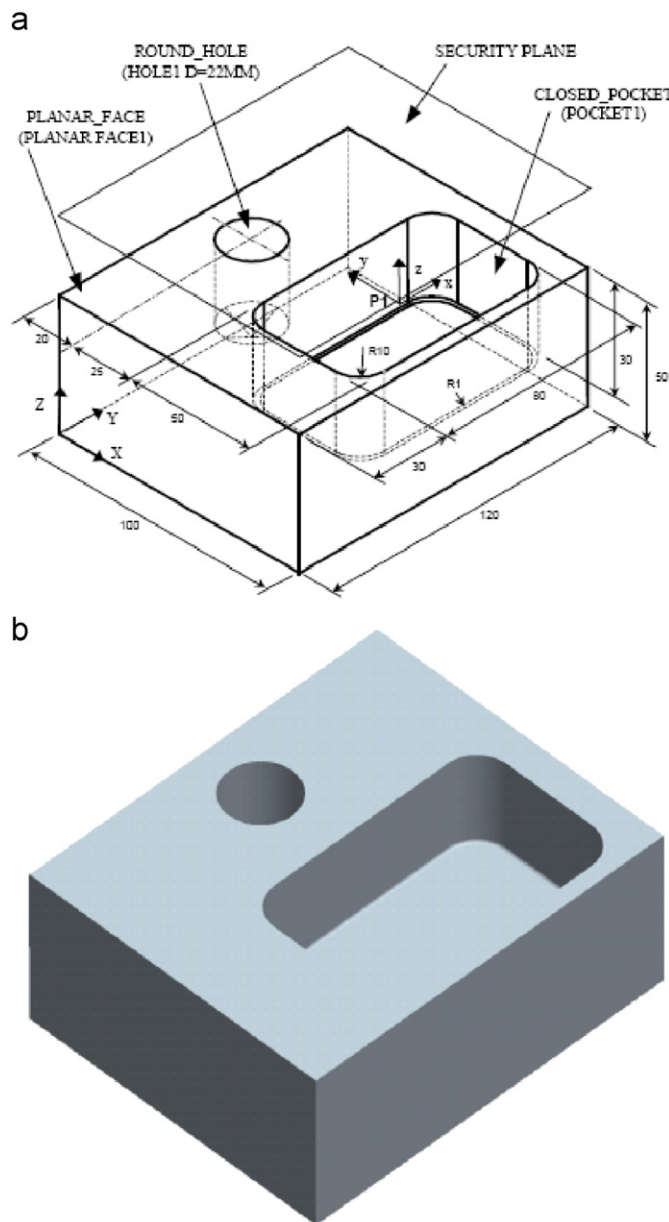 a
ROUND_HOLE
(HOLE1 D=22MM)
SECURITY PLANE
CLOSED_POCKET
(POCKET1)
PLANAR_FACE
(PLANAR FACE1)
y
z
x
P1
20
25
50
R10
R1
80
30
30
50
Z
Y
X
100
120
b